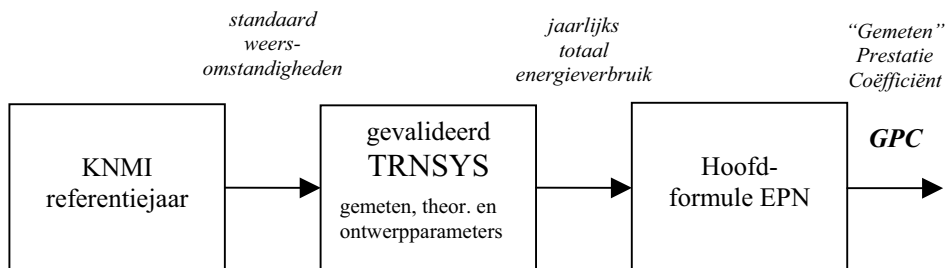 standaard
weers-
omstandigheden
jaarlijks
totaal
energieverbruik
“Gemeten”
Prestatie
Coëfficiënt
KNMI
referentiejaar
gevalideerd
TRNSYS
gemeten, theor. en
ontwerpparameters
Hoofd-
formule EPN
GPC